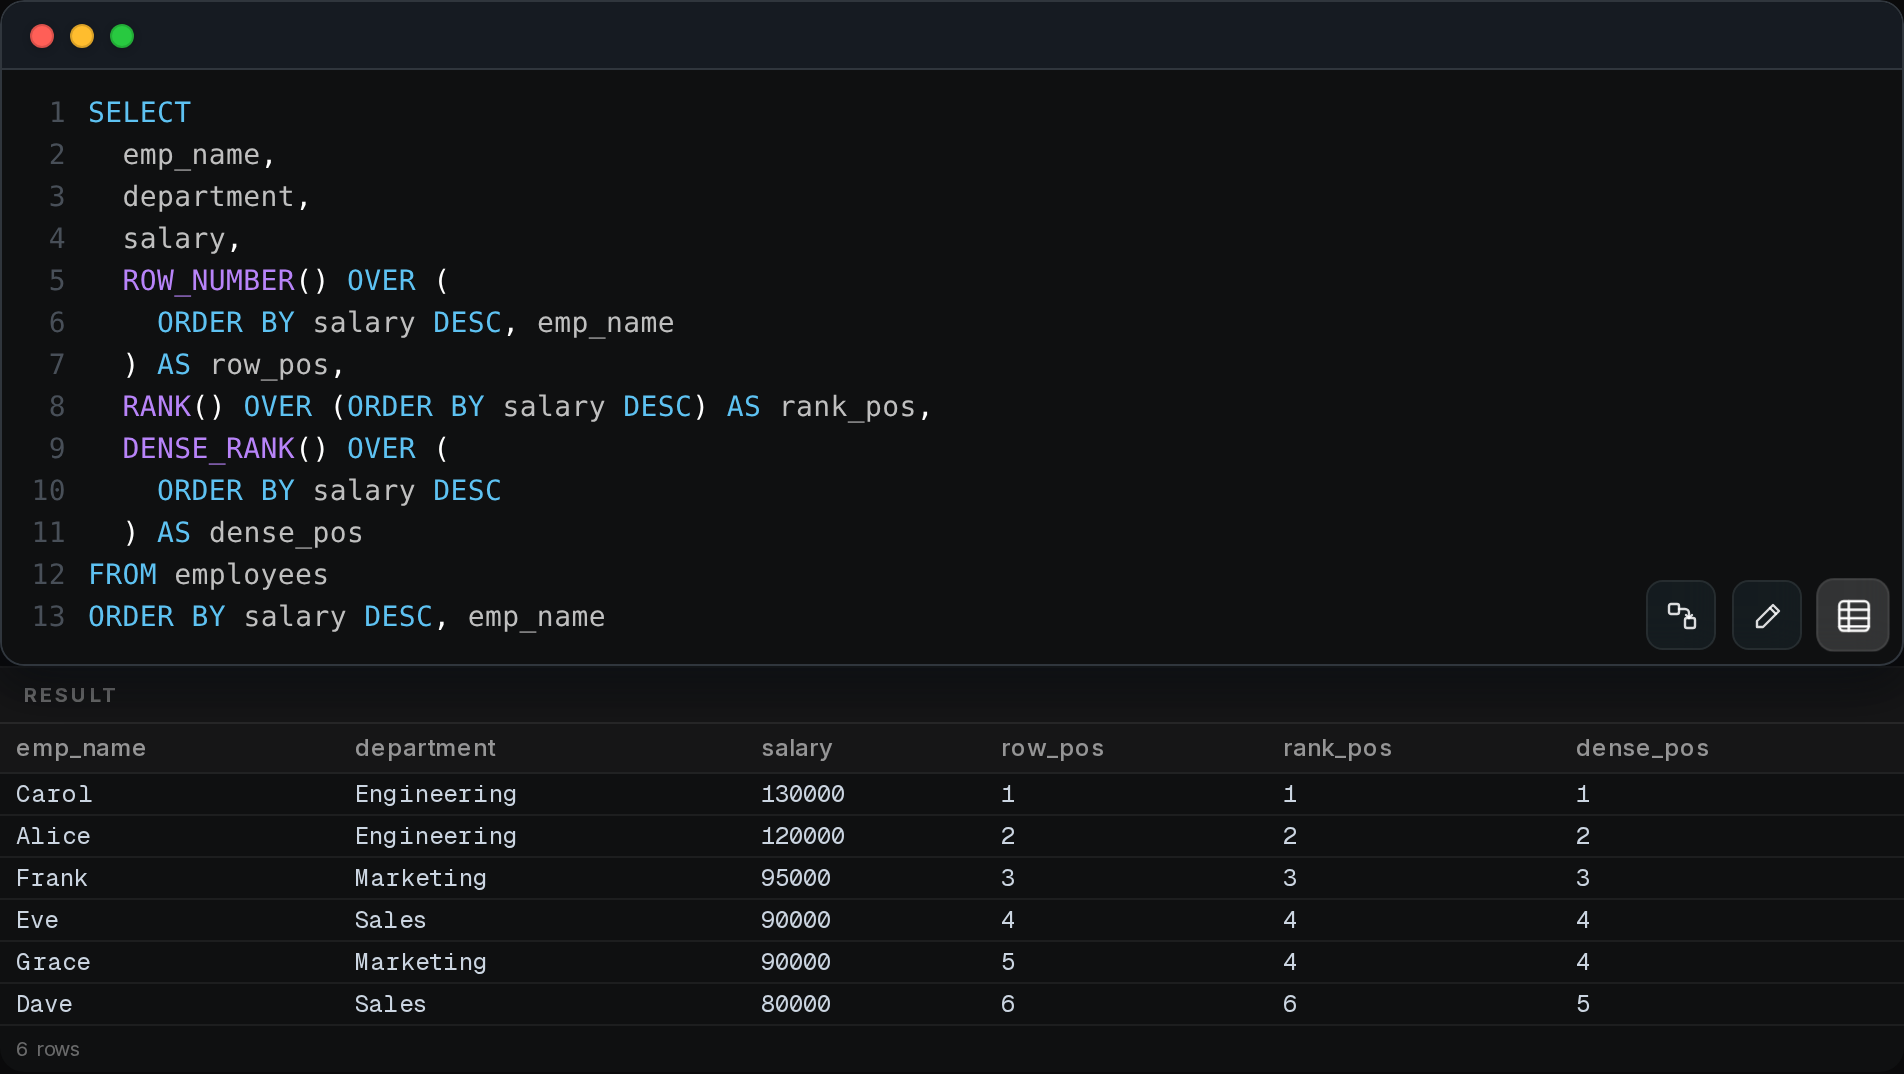 1 SELECT
2   emp_name,
3   department,
4   salary,
5   ROW_NUMBER() OVER (
6     ORDER BY salary DESC, emp_name
7   ) AS row_pos,
8   RANK() OVER (ORDER BY salary DESC) AS rank_pos,
9   DENSE_RANK() OVER (
10     ORDER BY salary DESC
11   ) AS dense_pos
12 FROM employees
13 ORDER BY salary DESC, emp_name
RESULT
emp_name department salary row_pos rank_pos dense_pos
Carol Engineering 130000 1 1 1
Alice Engineering 120000 2 2 2
Frank Marketing 95000 3 3 3
Eve Sales 90000 4 4 4
Grace Marketing 90000 5 4 4
Dave Sales 80000 6 6 5
6 rows